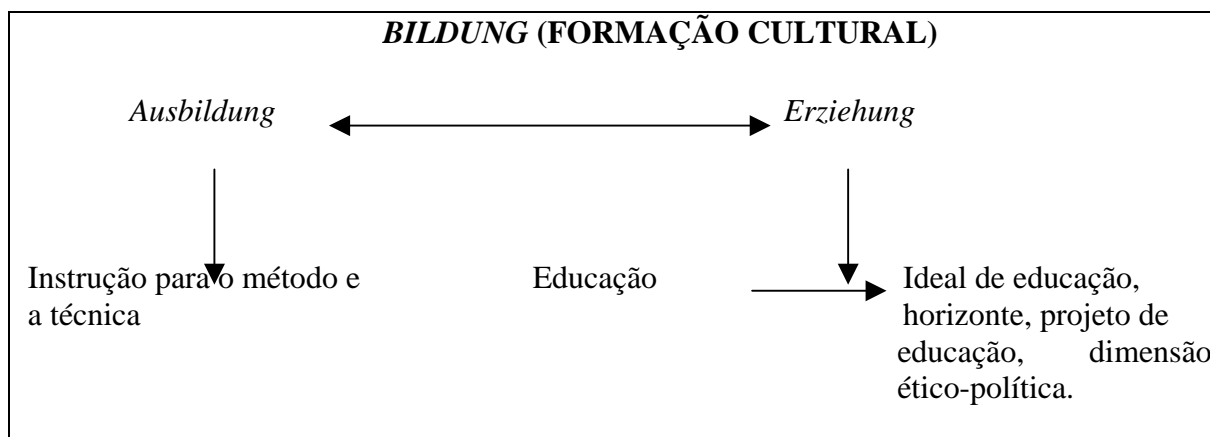 BILDUNG (FORMAÇÃO CULTURAL)
Ausbildung Erziehung
Instrução para o método e Educação Ideal de educação,
a técnica horizonte, projeto de
educação, dimensão
ético-política.